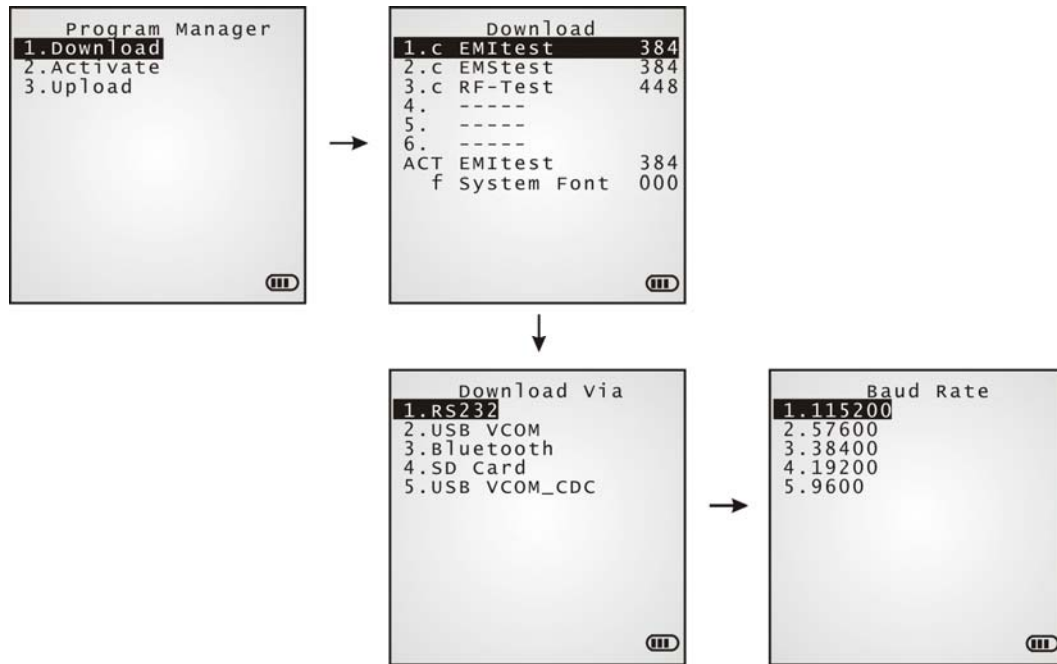 Program Manager
1.Download
2.Activate
3.Upload
Download
1.c EMItest 384
2.c EMStest 384
3.c RF-Test 448
4. -----
5. -----
6. -----
ACT EMItest 384
f System Font 000
Download Via
1.RS232
2.USB VCOM
3.Bluetooth
4.SD Card
5.USB VCOM_CDC
Baud Rate
1.115200
2.57600
3.38400
4.19200
5.9600